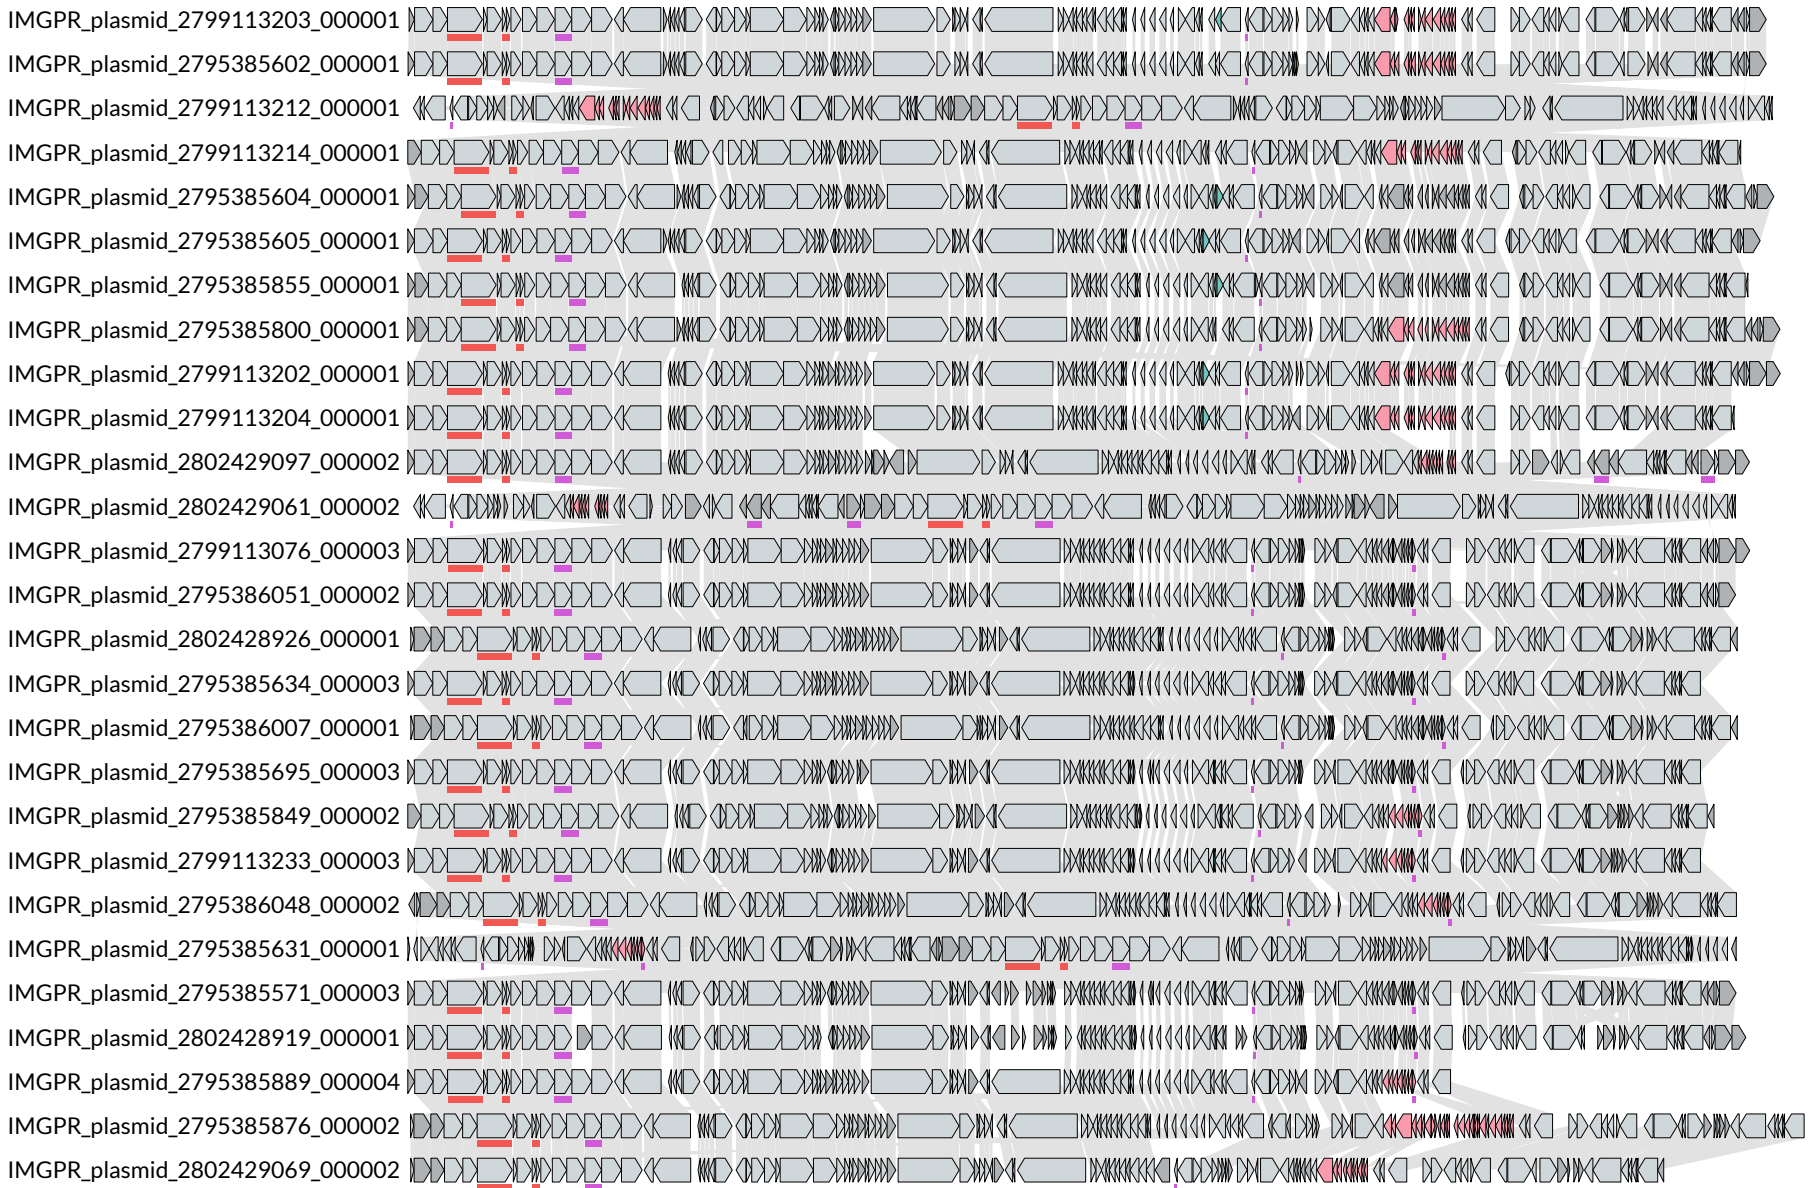 IMGPR_plasmid_2799113203_000001
IMGPR_plasmid_2795385602_000001
IMGPR_plasmid_2799113212_000001
IMGPR_plasmid_2799113214_000001
IMGPR_plasmid_2795385604_000001
IMGPR_plasmid_2795385605_000001
IMGPR_plasmid_2795385855_000001
IMGPR_plasmid_2795385800_000001
IMGPR_plasmid_2799113202_000001
IMGPR_plasmid_2799113204_000001
IMGPR_plasmid_2802429097_000002
IMGPR_plasmid_2802429061_000002
IMGPR_plasmid_2799113076_000003
IMGPR_plasmid_2795386051_000002
IMGPR_plasmid_2802428926_000001
IMGPR_plasmid_2795385634_000003
IMGPR_plasmid_2795386007_000001
IMGPR_plasmid_2795385695_000003
IMGPR_plasmid_2795385849_000002
IMGPR_plasmid_2799113233_000003
IMGPR_plasmid_2795386048_000002
IMGPR_plasmid_2795385631_000001
IMGPR_plasmid_2795385571_000003
IMGPR_plasmid_2802428919_000001
IMGPR_plasmid_2795385889_000004
IMGPR_plasmid_2795385876_000002
IMGPR_plasmid_2802429069_000002